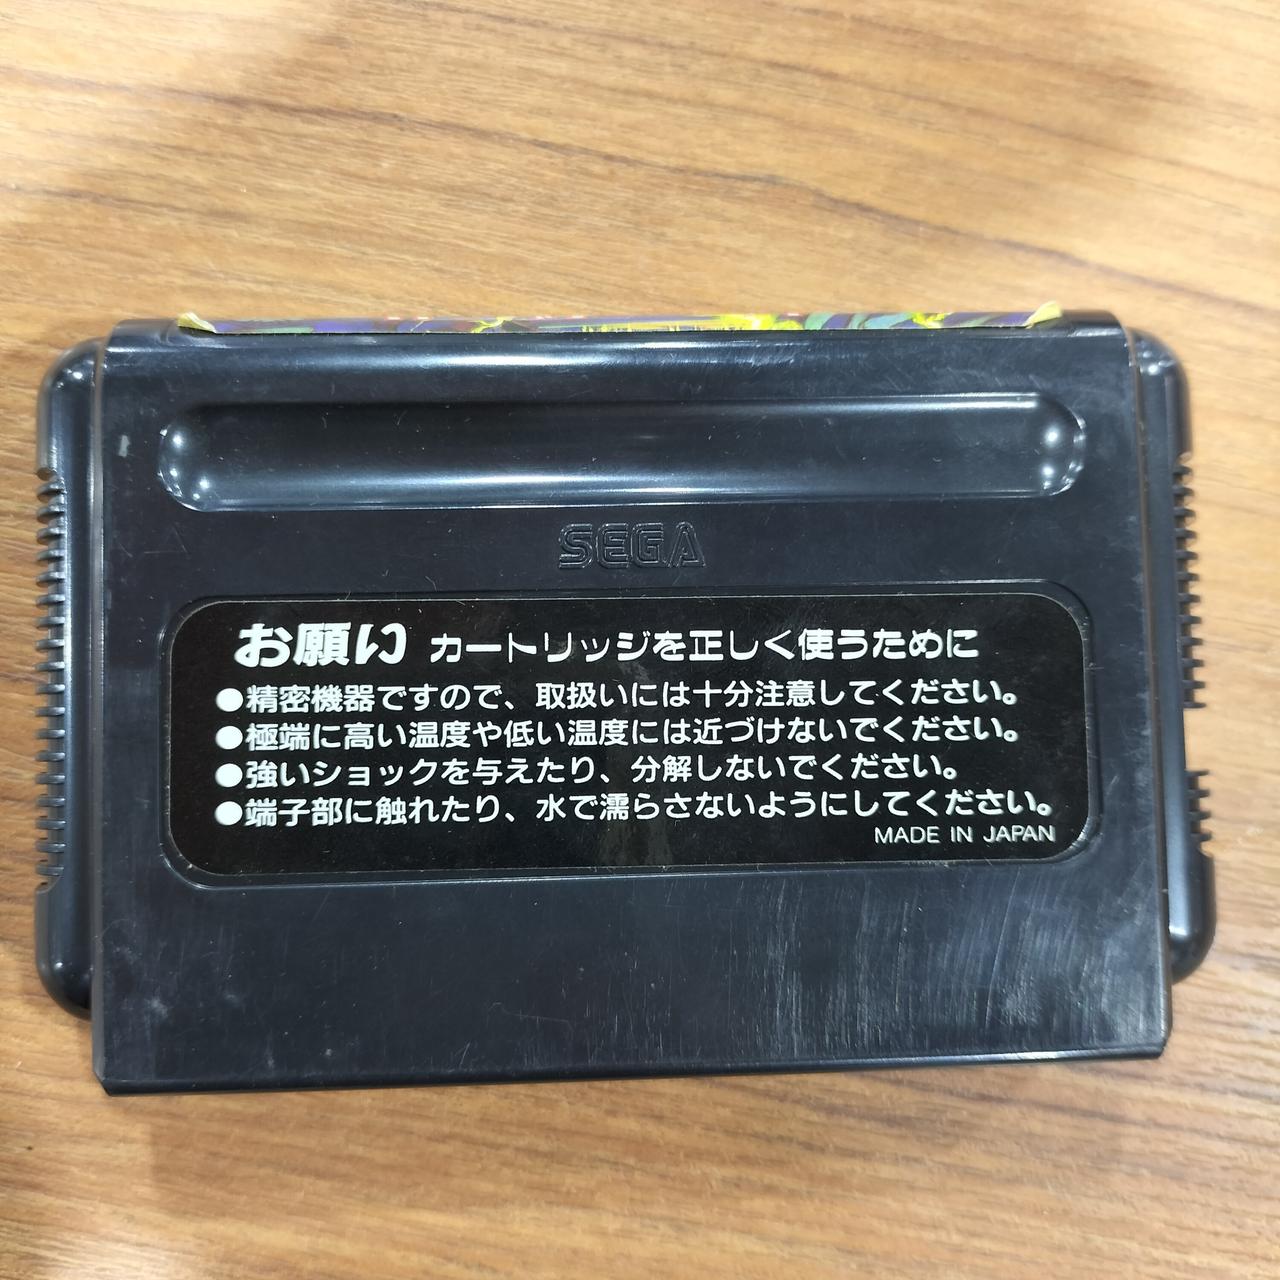 SEGA
お願い カートリッジを正しく使うために
●精密機器ですので、取扱いには十分注意してください。
●極端に高い温度や低い温度には近づけないでください。
●強いショックを与えたり、分解しないでください。
●端子部に触れたり、水で濡らさないようにしてください。
MADE IN JAPAN